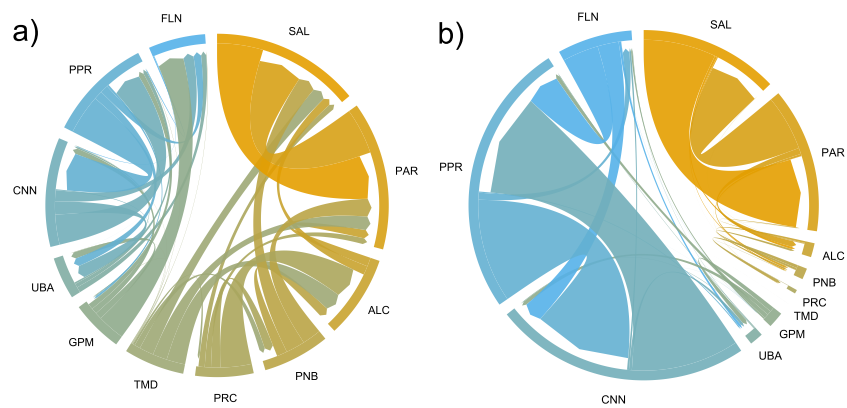 a)
FLN
SAL
PPR
PAR
CNN
UBA
ALC
GPM
PNB
TMD
PRC
b)
FLN
SAL
PAR
PPR
ALC
PNB
PRC
TMD
GPM
UBA
CNN